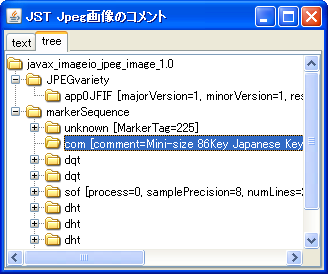 JST Jpeg画像のコメント
text tree
javax_imageio_jpeg_image_1.0
JPEGvariety
app0JFIF [majorVersion=1, minorVersion=1, res
markerSequence
unknown [MarkerTag=225]
com [comment=Mini-size 86Key Japanese Key
dqt
dqt
sof [process=0, samplePrecision=8, numLines=
dht
dht
dht